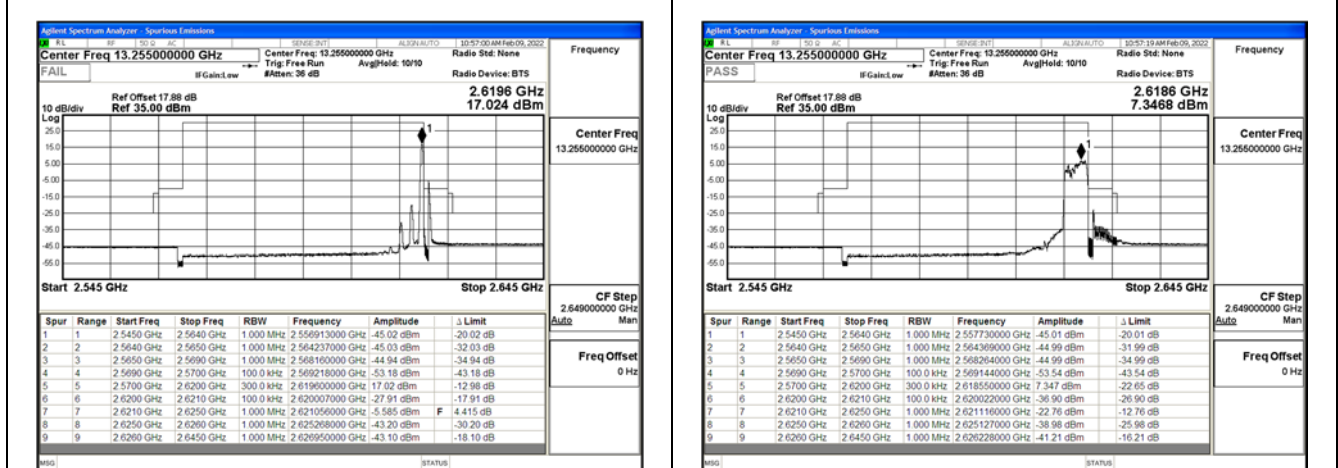 Agilent Spectrum Analyzer - Spurious Emissions
RL RF 50 Ω AC SENSE:INT ALIGN AUTO 10:57:00 AM Feb 09, 2022
Center Freq 13.255000000 GHz
Center Freq: 13.255000000 GHz
Radio Std: None
Frequency
Trig: Free Run Avg|Hold: 10/10
FAIL
IFGain:Low
#Atten: 36 dB
Radio Device: BTS
2.6196 GHz
Ref Offset 17.88 dB
17.024 dBm
10 dB/div Ref 35.00 dBm
Log
25.0
15.0
5.00
-5.00
-15.0
-25.0
-35.0
-45.0
-55.0
1
Center Freq
13.255000000 GHz
Start 2.545 GHz Stop 2.645 GHz
CF Step
2.649000000 GHz
Auto Man
Freq Offset
0 Hz
Spur Range Start Freq Stop Freq RBW Frequency Amplitude Δ Limit
1 1 2.5450 GHz 2.5640 GHz 1.000 MHz 2.556913000 GHz -45.02 dBm -20.02 dB
2 2 2.5640 GHz 2.5650 GHz 1.000 MHz 2.564237000 GHz -45.03 dBm -32.03 dB
3 3 2.5650 GHz 2.5690 GHz 1.000 MHz 2.568160000 GHz -44.94 dBm -34.94 dB
4 4 2.5690 GHz 2.5700 GHz 100.0 kHz 2.569218000 GHz -53.18 dBm -43.18 dB
5 5 2.5700 GHz 2.6200 GHz 300.0 kHz 2.619600000 GHz 17.02 dBm -12.98 dB
6 6 2.6200 GHz 2.6210 GHz 100.0 kHz 2.620007000 GHz -27.91 dBm -17.91 dB
7 7 2.6210 GHz 2.6250 GHz 1.000 MHz 2.621056000 GHz -5.585 dBm F 4.415 dB
8 8 2.6250 GHz 2.6260 GHz 1.000 MHz 2.625268000 GHz -43.20 dBm -30.20 dB
9 9 2.6260 GHz 2.6450 GHz 1.000 MHz 2.626950000 GHz -43.10 dBm -18.10 dB
MSG STATUS
Agilent Spectrum Analyzer - Spurious Emissions
RL RF 50 Ω AC SENSE:INT ALIGN AUTO 10:57:19 AM Feb 09, 2022
Center Freq 13.255000000 GHz
Center Freq: 13.255000000 GHz
Radio Std: None
Frequency
Trig: Free Run Avg|Hold: 10/10
PASS
IFGain:Low
#Atten: 36 dB
Radio Device: BTS
2.6186 GHz
Ref Offset 17.88 dB
7.3468 dBm
10 dB/div Ref 35.00 dBm
Log
25.0
15.0
5.00
-5.00
-15.0
-25.0
-35.0
-45.0
-55.0
1
Center Freq
13.255000000 GHz
Start 2.545 GHz Stop 2.645 GHz
CF Step
2.649000000 GHz
Auto Man
Freq Offset
0 Hz
Spur Range Start Freq Stop Freq RBW Frequency Amplitude Δ Limit
1 1 2.5450 GHz 2.5640 GHz 1.000 MHz 2.557730000 GHz -45.01 dBm -20.01 dB
2 2 2.5640 GHz 2.5650 GHz 1.000 MHz 2.564369000 GHz -44.99 dBm -31.99 dB
3 3 2.5650 GHz 2.5690 GHz 1.000 MHz 2.568264000 GHz -44.99 dBm -34.99 dB
4 4 2.5690 GHz 2.5700 GHz 100.0 kHz 2.569144000 GHz -53.54 dBm -43.54 dB
5 5 2.5700 GHz 2.6200 GHz 300.0 kHz 2.618550000 GHz 7.347 dBm -22.65 dB
6 6 2.6200 GHz 2.6210 GHz 100.0 kHz 2.620022000 GHz -36.90 dBm -26.90 dB
7 7 2.6210 GHz 2.6250 GHz 1.000 MHz 2.621116000 GHz -22.76 dBm -12.76 dB
8 8 2.6250 GHz 2.6260 GHz 1.000 MHz 2.625127000 GHz -38.98 dBm -25.98 dB
9 9 2.6260 GHz 2.6450 GHz 1.000 MHz 2.626228000 GHz -41.21 dBm -16.21 dB
MSG STATUS